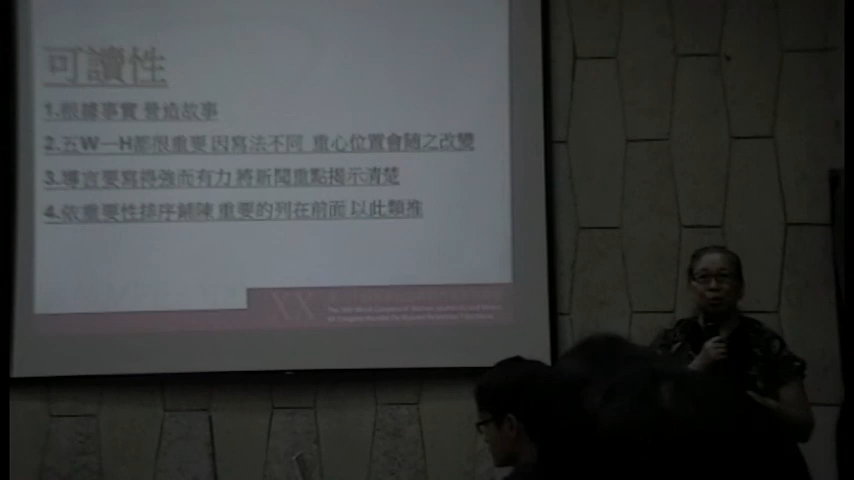 可讀性
1.根據事實 營造故事
2.五W一H都很重要 因寫法不同 重心位置會隨之改變
3.導言要寫得強而有力 將新聞重點揭示清楚
4.依重要性排序鋪陳 重要的列在前面 以此類推
XX